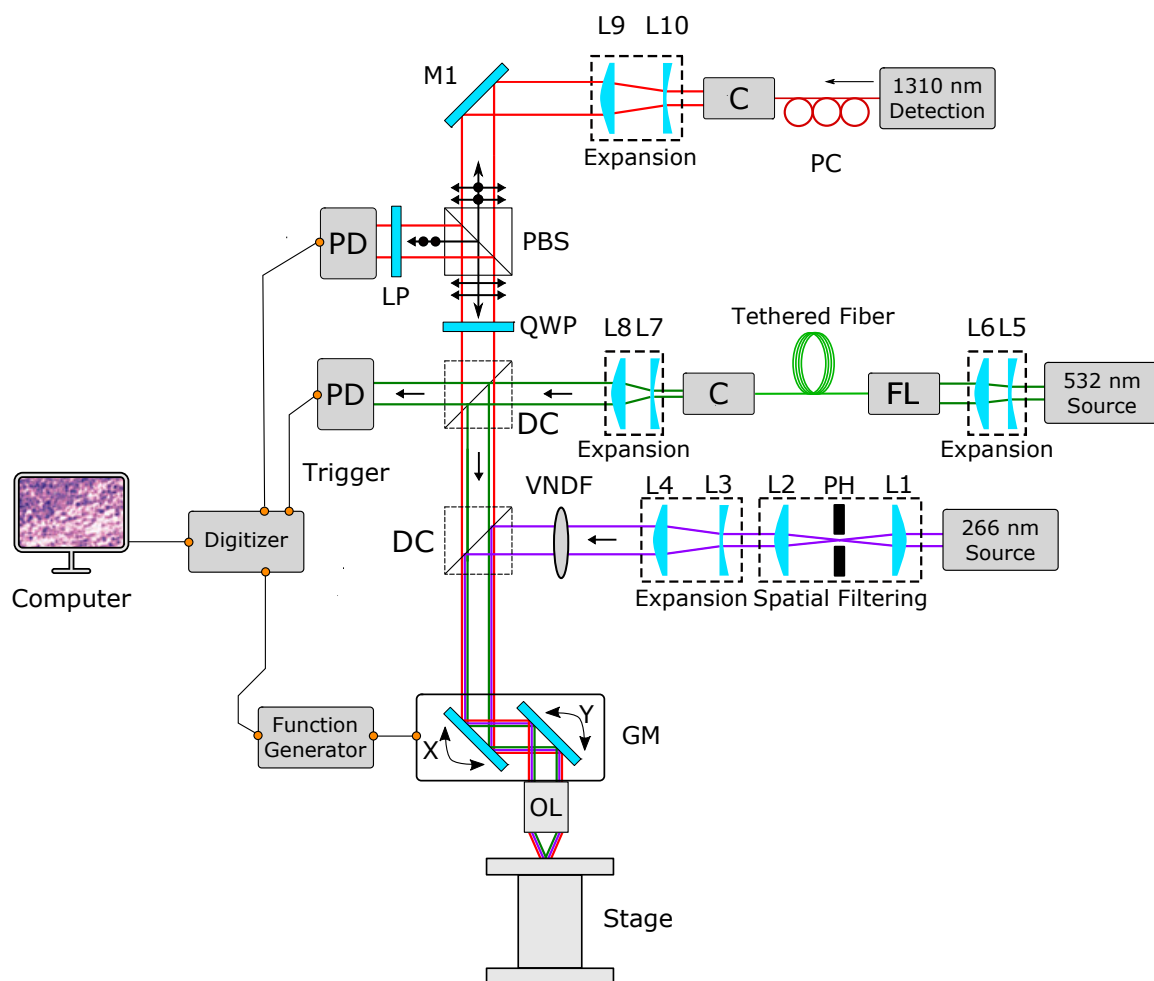 L9 L10
M1
C
1310 nm
Detection
Expansion
PC
PD
LP
PBS
QWP
Tethered Fiber
L8 L7
L6 L5
PD
DC
C
FL
532 nm
Source
Expansion
Expansion
Trigger
VNDF
L4 L3 L2 PH L1
Digitizer
DC
266 nm
Source
Computer
Expansion
Spatial Filtering
Function
Generator
X
Y
GM
OL
Stage